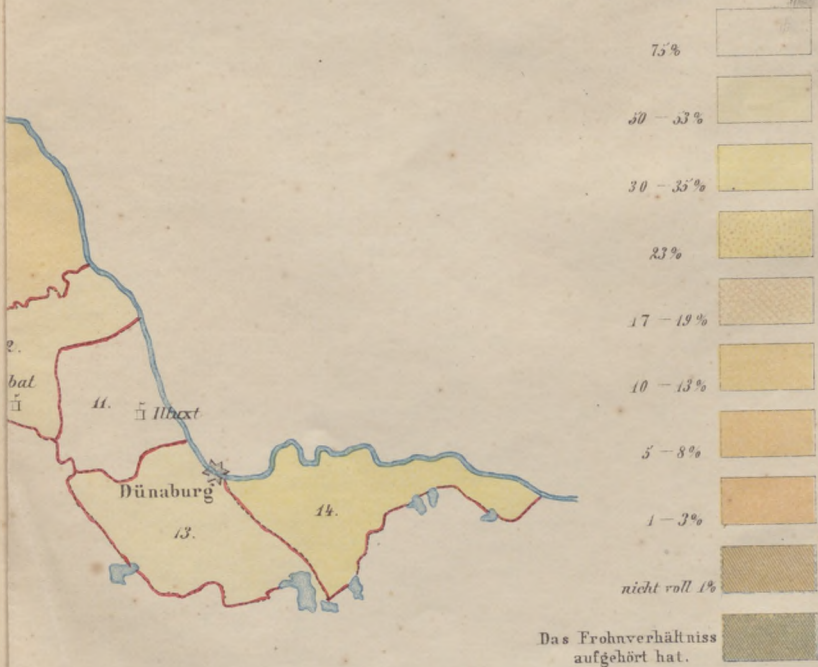 75%
50 – 53%
30 – 35%
23%
17 – 19%
10 – 13%
5 – 8%
1 – 3%
nicht voll 1%
Das Frohnverhältniss
aufgehört hat.
2.
bat
11.
Illuxt
Dünaburg
13.
14.